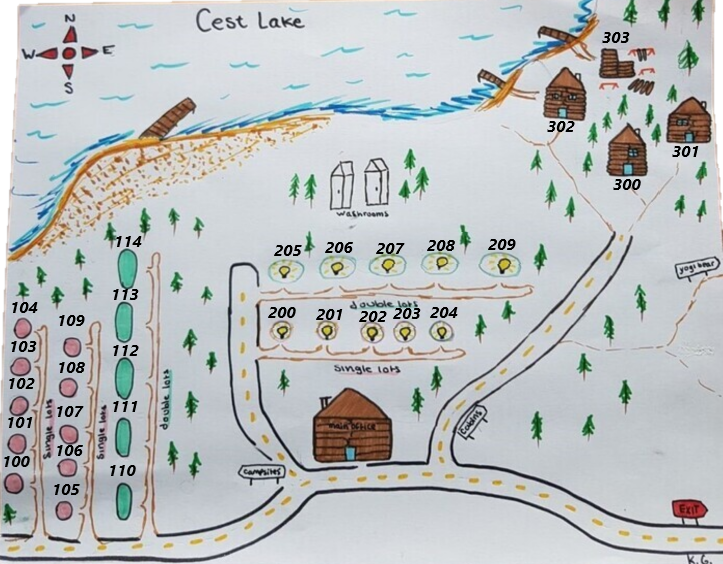 Cest Lake
N
W
E
S
303
302
301
300
washrooms
114
205
206
207
208
209
yogi bear
113
104
109
double lots
200
201
202
203
204
103
112
108
single lots
102
double lots
single lots
single lots
107
111
101
main office
cabins
106
100
110
campsites
105
EXIT
K.G.